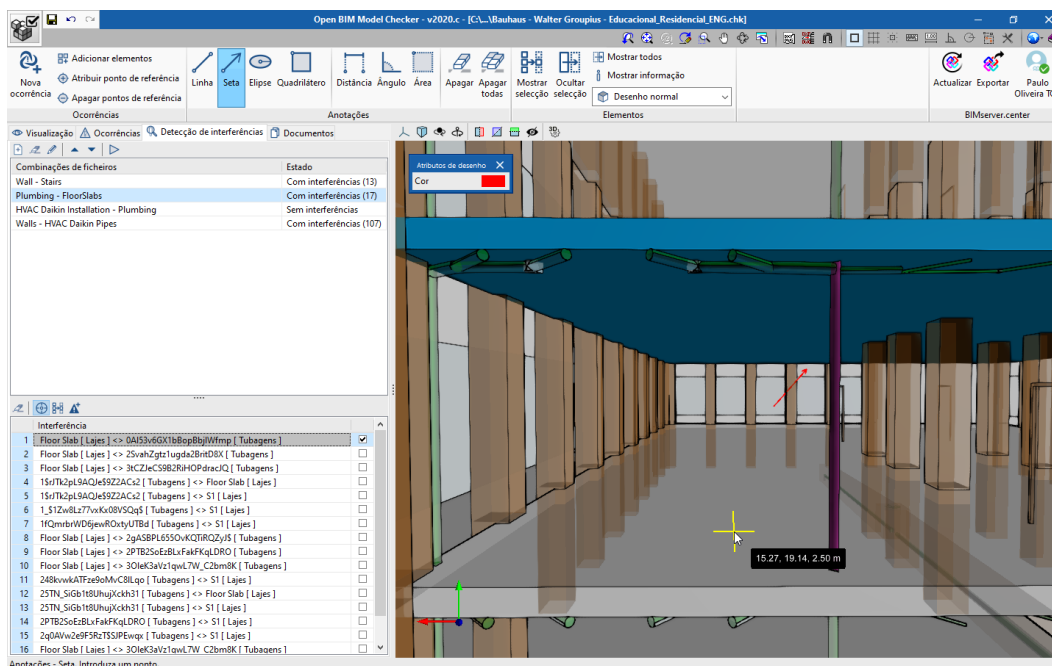 Open BIM Model Checker - v2020.c - [C:\...\Bauhaus - Walter Groupius - Educacional_Residencial_ENG.chk]
Nova ocorrência
Adicionar elementos
Atribuir ponto de referência
Apagar pontos de referência
Ocorrências
Linha
Seta
Elipse
Quadrilátero
Distância
Ângulo
Área
Apagar
Apagar todas
Anotações
Mostrar selecção
Ocultar selecção
Mostrar todos
Mostrar informação
Desenho normal
Elementos
Actualizar
Exportar
Paulo
Oliveira
BIMserver.center
Visualização
Ocorrências
Detecção de interferências
Documentos
Combinações de ficheiros Estado
Wall - Stairs Com interferências (13)
Plumbing - FloorSlabs Com interferências (17)
HVAC Daikin Installation - Plumbing Sem interferências
Walls - HVAC Daikin Pipes Com interferências (107)
Atributos de desenho
Cor
15.27, 19.14, 2.50 m
Interferência
1 Floor Slab [ Lajes ] <> 0AI53v6GX1bBopBbjIWfmp [ Tubagens ]
2 Floor Slab [ Lajes ] <> 2SvahZgtz1ugda2BritD8X [ Tubagens ]
3 Floor Slab [ Lajes ] <> 3tCZJeCS9B2RiHOPdracJQ [ Tubagens ]
4 1$rJTk2pL9AQJe$9Z2ACs2 [ Tubagens ] <> Floor Slab [ Lajes ]
5 1$rJTk2pL9AQJe$9Z2ACs2 [ Tubagens ] <> S1 [ Lajes ]
6 1_$1Zw8Lz77vxKx08VSQq$ [ Tubagens ] <> S1 [ Lajes ]
7 1fQmrbrWD6jewROxtyUTBd [ Tubagens ] <> S1 [ Lajes ]
8 Floor Slab [ Lajes ] <> 2gASBPL655OvKQTiRQZyJ$ [ Tubagens ]
9 Floor Slab [ Lajes ] <> 2PTB2SoEzBLxFakFKqLDRO [ Tubagens ]
10 Floor Slab [ Lajes ] <> 3OIeK3aVz1qwL7W_C2bm8K [ Tubagens ]
11 248kvwkATFze9oMvC8ILqo [ Tubagens ] <> S1 [ Lajes ]
12 25TN_SiGb1t8UhujXckh31 [ Tubagens ] <> Floor Slab [ Lajes ]
13 25TN_SiGb1t8UhujXckh31 [ Tubagens ] <> S1 [ Lajes ]
14 2PTB2SoEzBLxFakFKqLDRO [ Tubagens ] <> S1 [ Lajes ]
15 2q0AVw2e9F5RzT$SJPEwqx [ Tubagens ] <> S1 [ Lajes ]
16 Floor Slab [ Lajes ] <> 3OIeK3aVz1qwL7W_C2bm8K [ Tubagens ]
Anotações - Seta. Introduza um ponto.